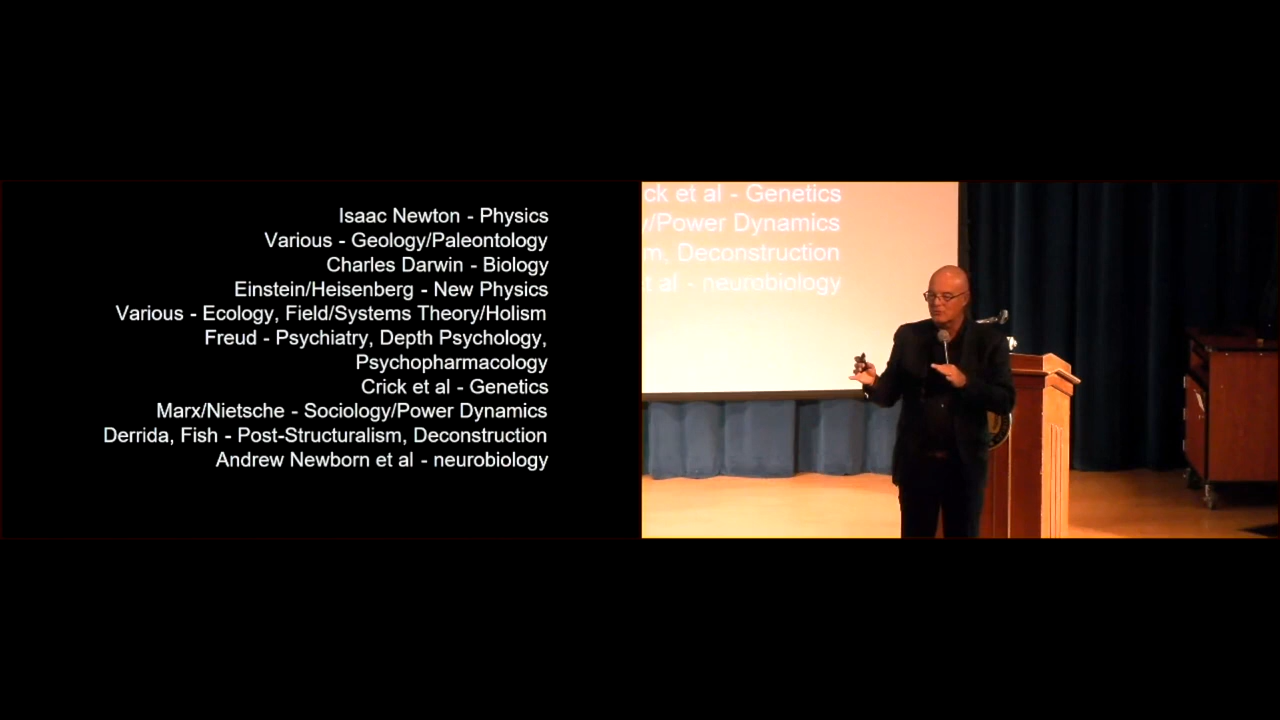 Isaac Newton - Physics
Various - Geology/Paleontology
Charles Darwin - Biology
Einstein/Heisenberg - New Physics
Various - Ecology, Field/Systems Theory/Holism
Freud - Psychiatry, Depth Psychology,
Psychopharmacology
Crick et al - Genetics
Marx/Nietsche - Sociology/Power Dynamics
Derrida, Fish - Post-Structuralism, Deconstruction
Andrew Newborn et al - neurobiology
ck et al - Genetics
/Power Dynamics
m, Deconstruction
t al - neurobiology